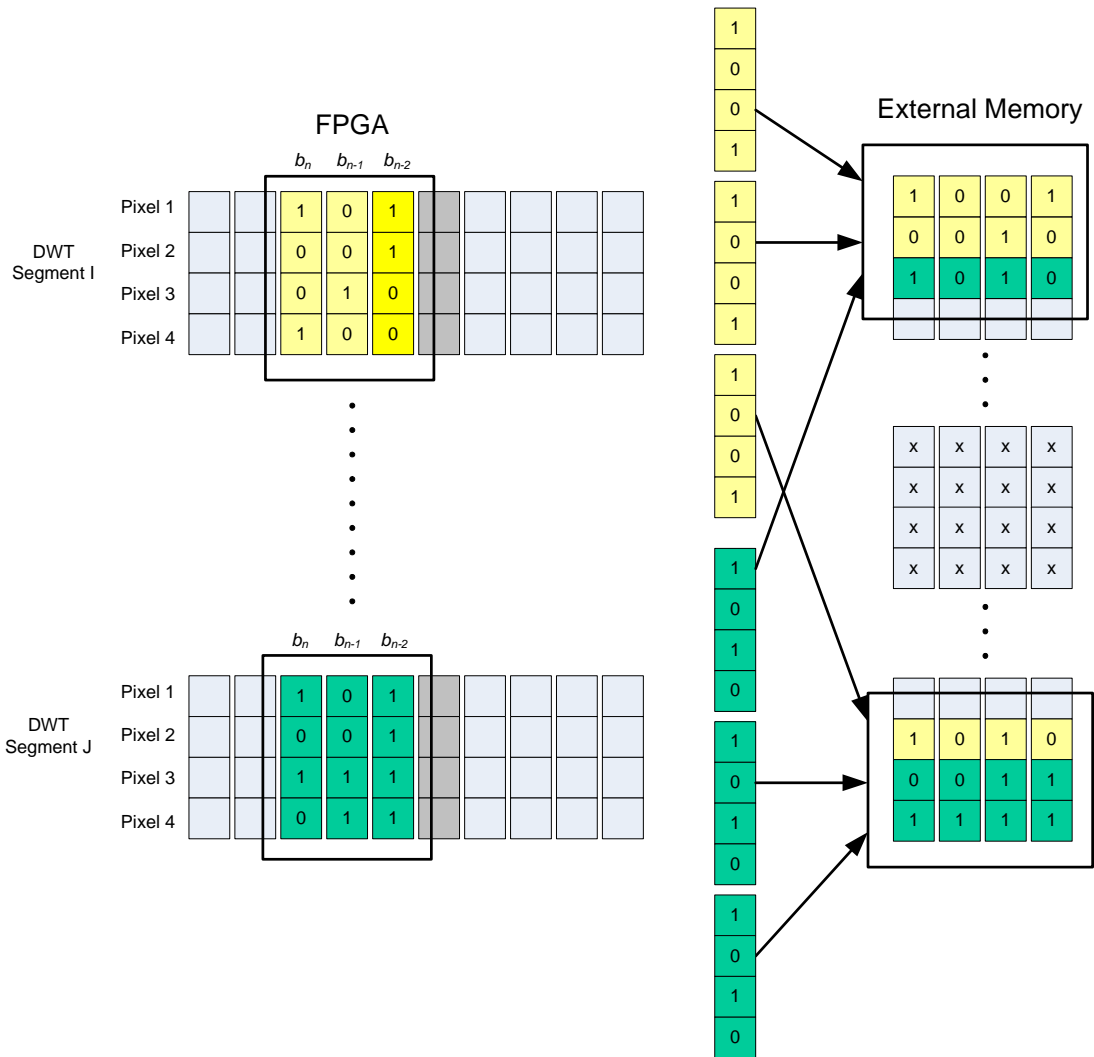 FPGA
b_n b_{n-1} b_{n-2}
DWT
Segment I
Pixel 1 1 0 1
Pixel 2 0 0 1
Pixel 3 0 1 0
Pixel 4 1 0 0
DWT
Segment J
b_n b_{n-1} b_{n-2}
Pixel 1 1 0 1
Pixel 2 0 0 1
Pixel 3 1 1 1
Pixel 4 0 1 1
1
0
0
1
1
0
0
1
1
0
0
1
1
0
1
0
1
0
1
0
1
0
1
0
External Memory
1 0 0 1
0 0 1 0
1 0 1 0
x x x x
x x x x
x x x x
x x x x
1 0 1 0
0 0 1 1
1 1 1 1